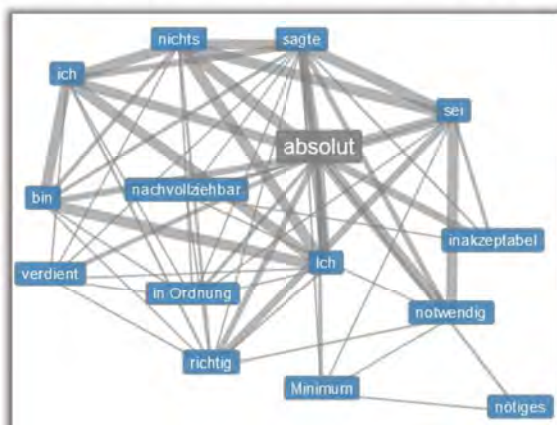 nichts
sagte
ich
sei
absolut
nachvollziehbar
bin
inakzeptabel
Ich
verdient
in Ordnung
notwendig
richtig
Minimum
nötiges